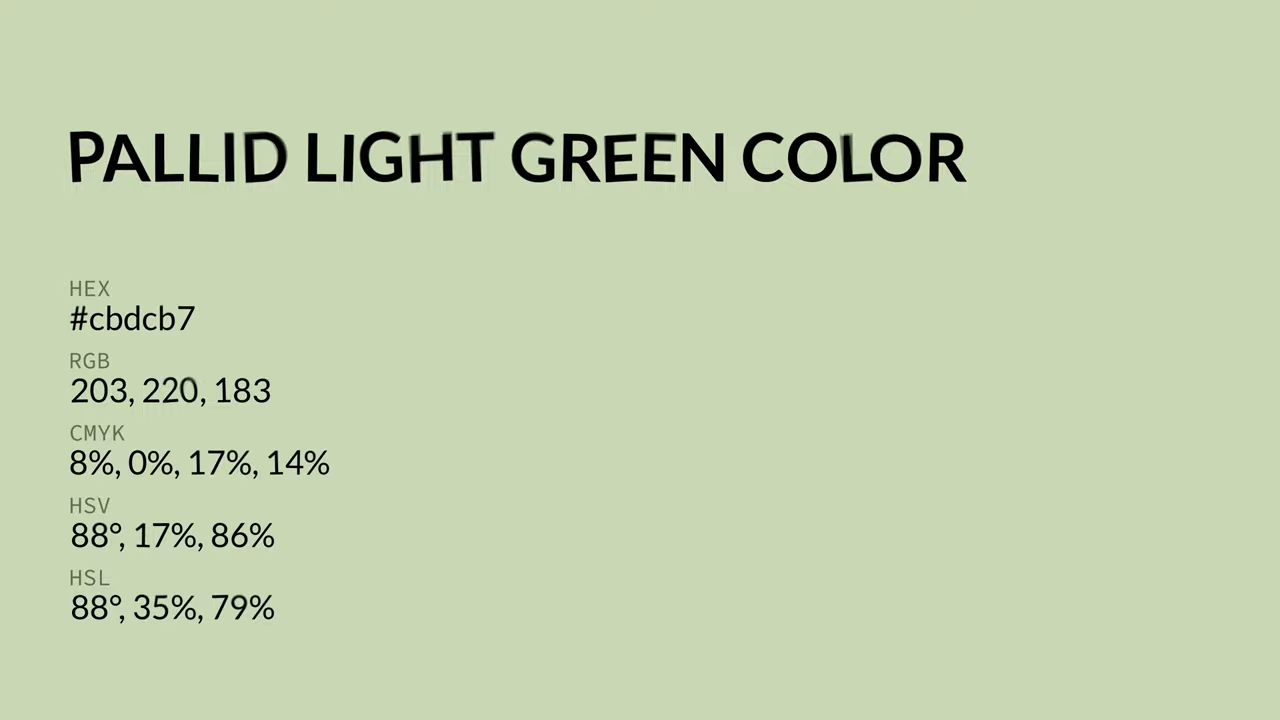 PALLID LIGHT GREEN COLOR
HEX
#cbdcb7
RGB
203, 220, 183
CMYK
8%, 0%, 17%, 14%
HSV
88°, 17%, 86%
HSL
88°, 35%, 79%